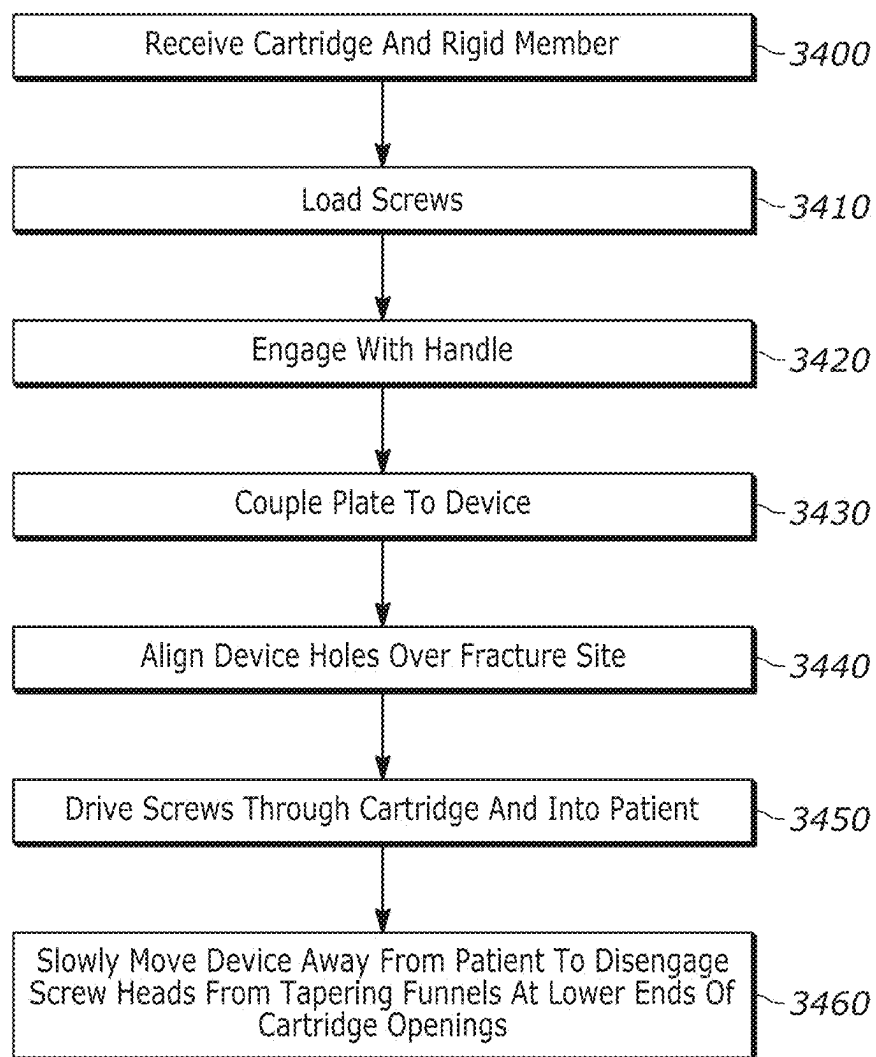 Receive Cartridge And Rigid Member
3400
Load Screws
3410
Engage With Handle
3420
Couple Plate To Device
3430
Align Device Holes Over Fracture Site
3440
Drive Screws Through Cartridge And Into Patient
3450
Slowly Move Device Away From Patient To Disengage
Screw Heads From Tapering Funnels At Lower Ends Of
Cartridge Openings
3460